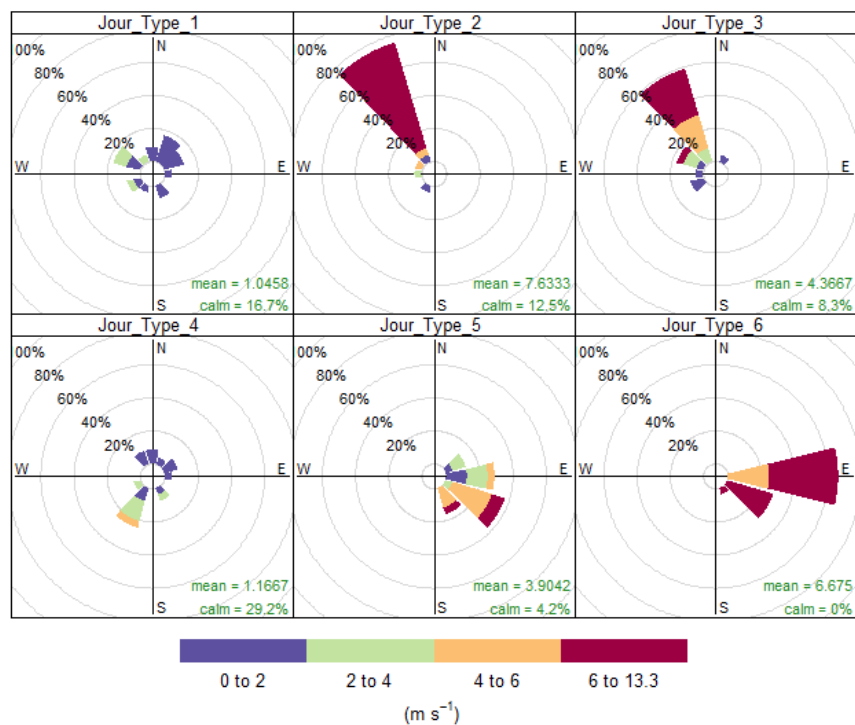 Jour_Type_1
Jour_Type_2
Jour_Type_3
00%
80%
60%
40%
20%
N
W
E
S
mean = 1.0458
calm = 16.7%
00%
80%
60%
40%
20%
N
W
E
S
mean = 7.6333
calm = 12.5%
00%
80%
60%
40%
20%
N
W
E
S
mean = 4.3667
calm = 8.3%
Jour_Type_4
Jour_Type_5
Jour_Type_6
00%
80%
60%
40%
20%
N
W
E
S
mean = 1.1667
calm = 29.2%
00%
80%
60%
40%
20%
N
W
E
S
mean = 3.9042
calm = 4.2%
00%
80%
60%
40%
20%
N
W
E
S
mean = 6.675
calm = 0%
0 to 2
2 to 4
4 to 6
6 to 13.3
(m s⁻¹)